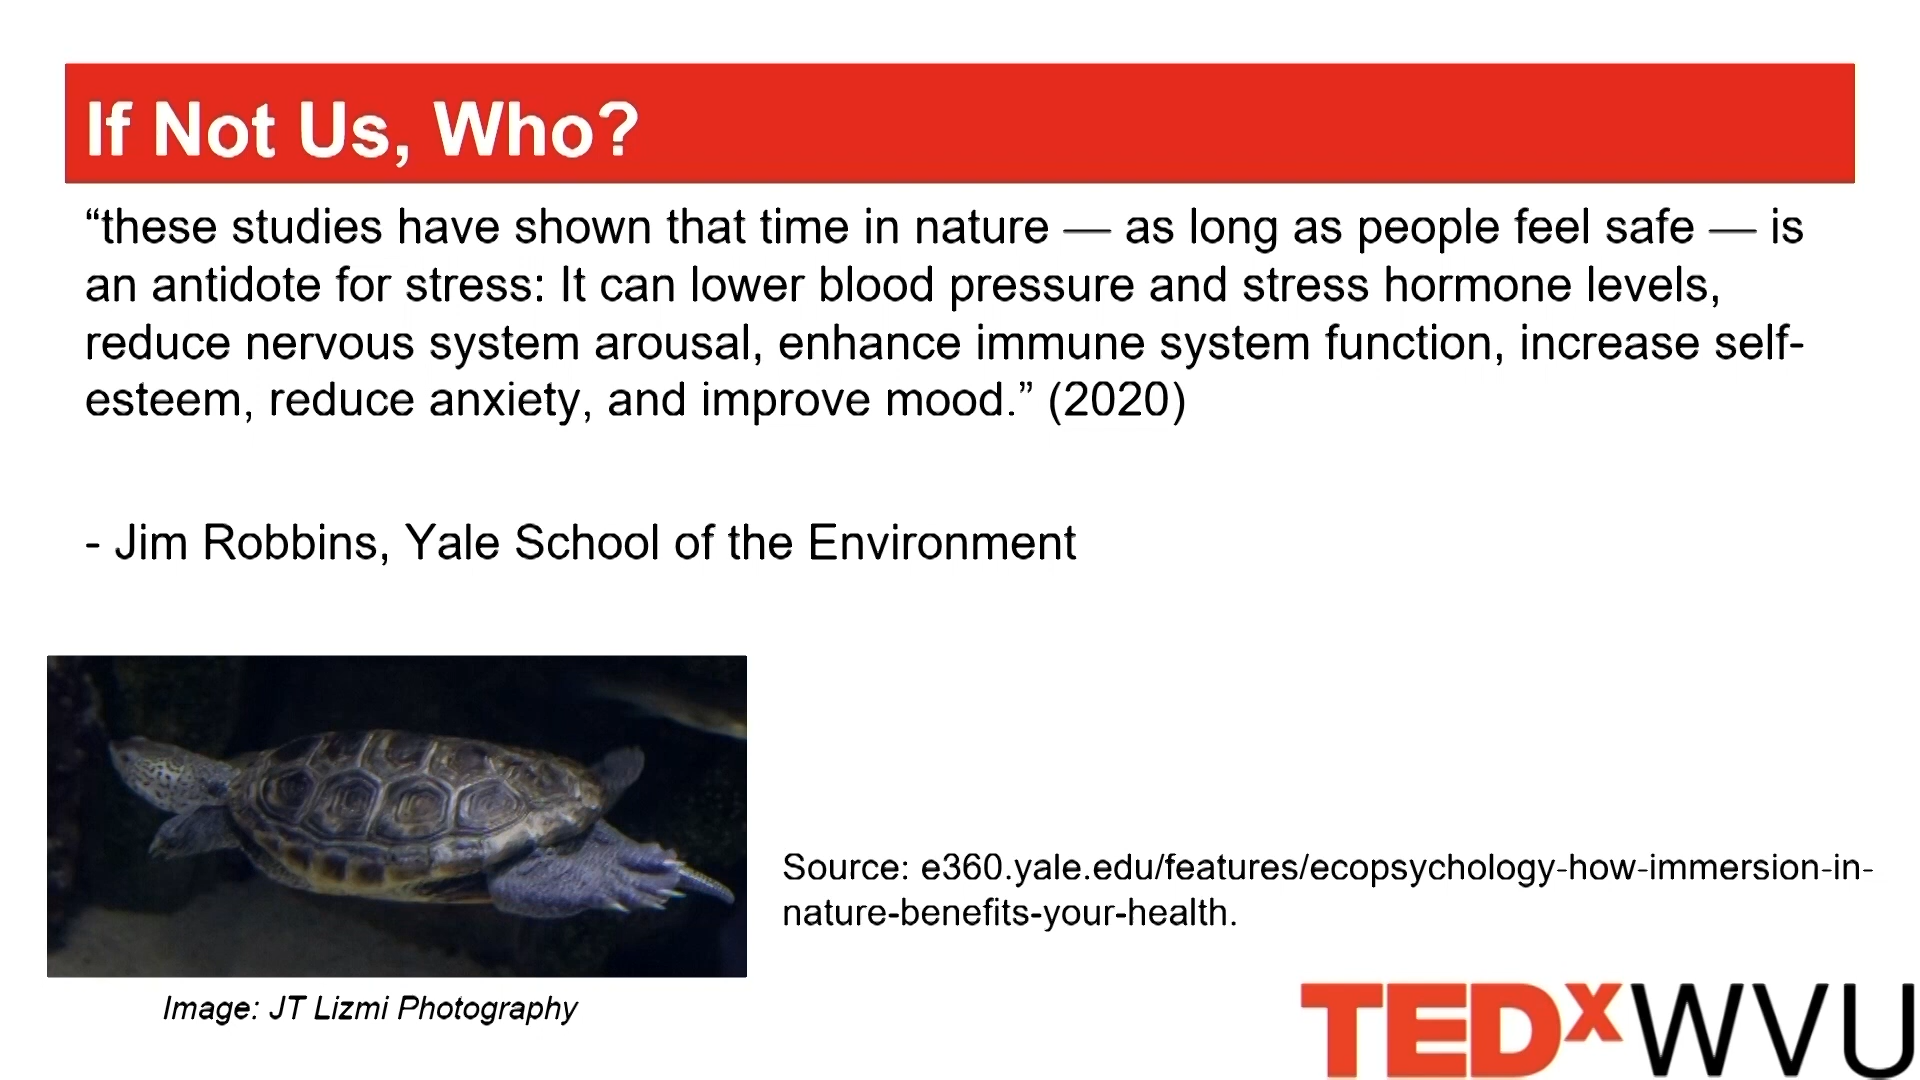 If Not Us, Who?
“these studies have shown that time in nature — as long as people feel safe — is
an antidote for stress: It can lower blood pressure and stress hormone levels,
reduce nervous system arousal, enhance immune system function, increase self-
esteem, reduce anxiety, and improve mood.” (2020)
- Jim Robbins, Yale School of the Environment
Source: e360.yale.edu/features/ecopsychology-how-immersion-in-
nature-benefits-your-health.
Image: JT Lizmi Photography
TEDxWVU